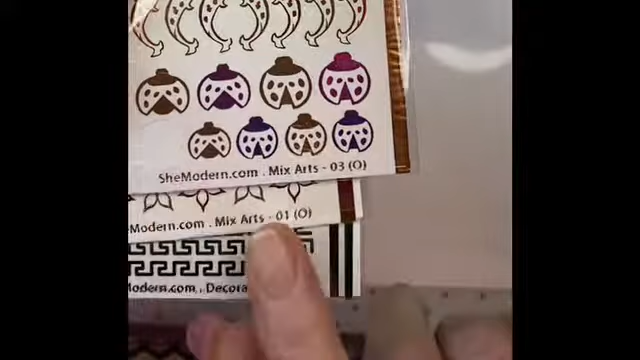 SheModern.com . Mix Arts - 03 (O)
Modern.com . Mix Arts - 01 (O)
Modern.com . Decora